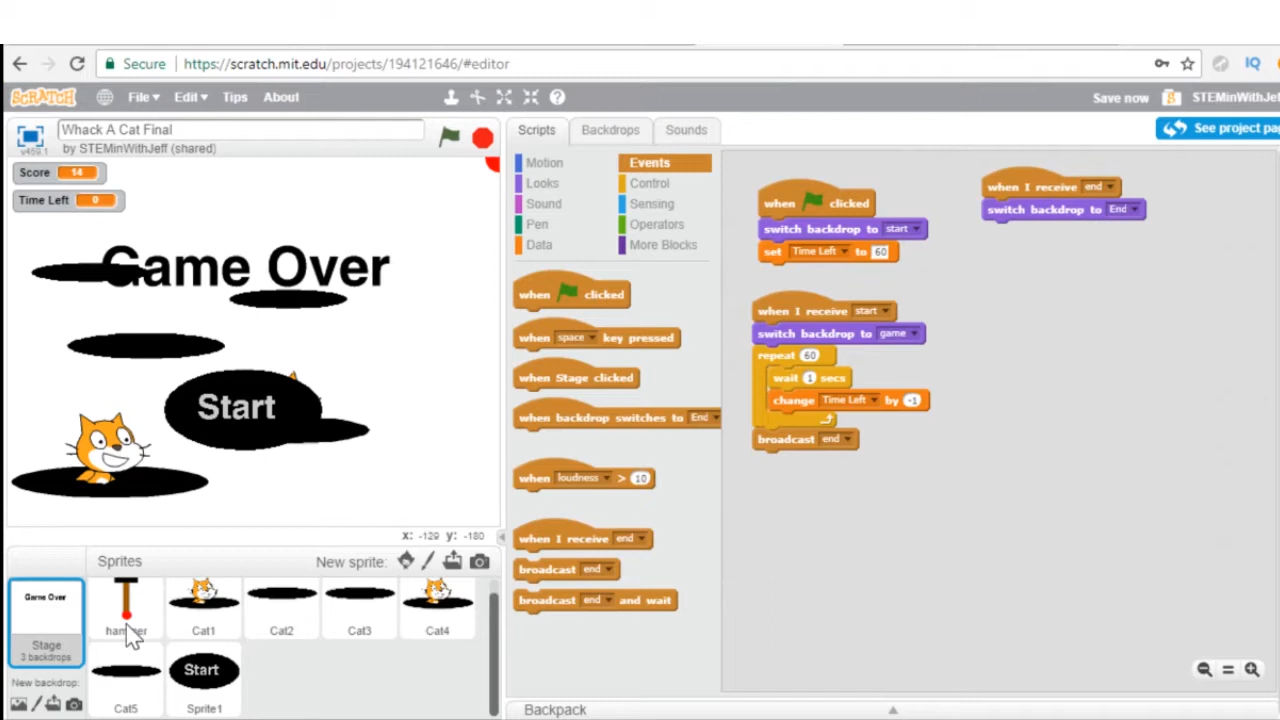 Secure https://scratch.mit.edu/projects/194121646/#editor IQ
SCRATCH File Edit Tips About Save now STEMinWithJeff
Whack A Cat Final
by STEMinWithJeff (shared)
v459.1
See project pag
Score 14
Time Left 0
Game Over
Start
x: -129 y: -180
Sprites
New sprite:
Game Over
Stage
3 backdrops
New backdrop:
hammer
Cat1
Cat2
Cat3
Cat4
Cat5
Start
Sprite1
Scripts Backdrops Sounds
Motion Events
Looks Control
Sound Sensing
Pen Operators
Data More Blocks
when clicked
when space key pressed
when Stage clicked
when backdrop switches to End
when loudness > 10
when I receive end
broadcast end
broadcast end and wait
when clicked
switch backdrop to start
set Time Left to 60
when I receive start
switch backdrop to game
repeat 60
wait 1 secs
change Time Left by -1
broadcast end
when I receive end
switch backdrop to End
Backpack